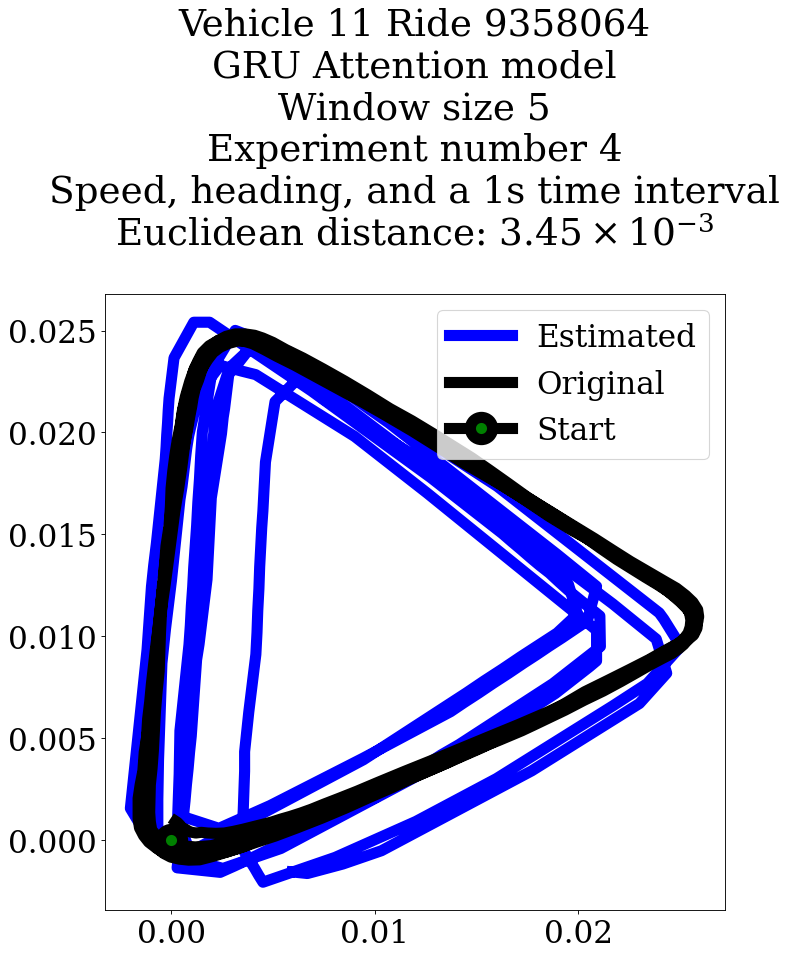 Vehicle 11 Ride 9358064
GRU Attention model
Window size 5
Experiment number 4
Speed, heading, and a 1s time interval
Euclidean distance: 3.45 × 10⁻³
Estimated
Original
Start
0.025
0.020
0.015
0.010
0.005
0.000
0.00 0.01 0.02